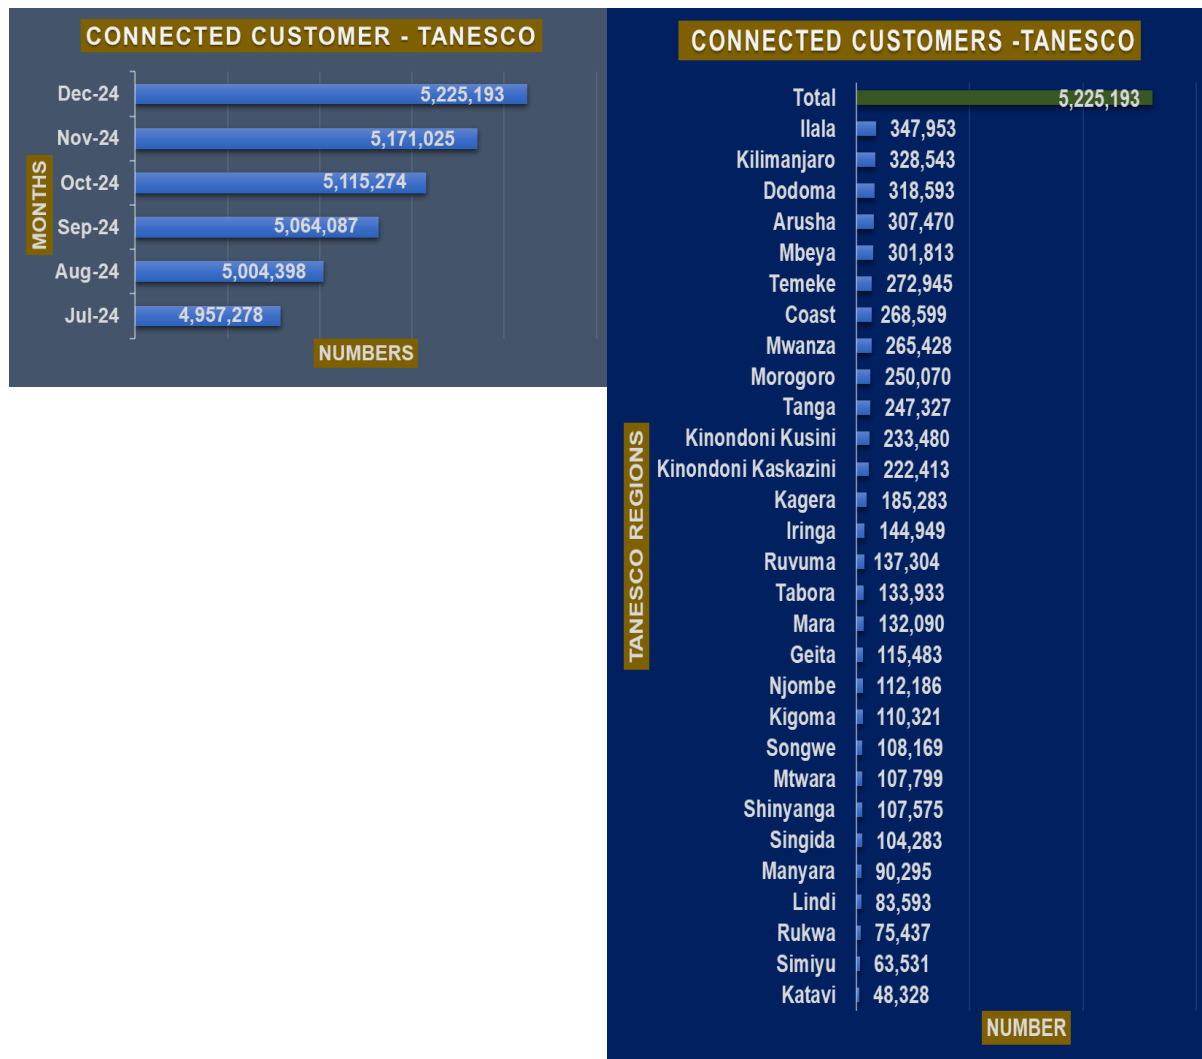 CONNECTED CUSTOMER - TANESCO
MONTHS
Dec-24 5,225,193
Nov-24 5,171,025
Oct-24 5,115,274
Sep-24 5,064,087
Aug-24 5,004,398
Jul-24 4,957,278
NUMBERS
CONNECTED CUSTOMERS -TANESCO
TANESCO REGIONS
Total 5,225,193
Ilala 347,953
Kilimanjaro 328,543
Dodoma 318,593
Arusha 307,470
Mbeya 301,813
Temeke 272,945
Coast 268,599
Mwanza 265,428
Morogoro 250,070
Tanga 247,327
Kinondoni Kusini 233,480
Kinondoni Kaskazini 222,413
Kagera 185,283
Iringa 144,949
Ruvuma 137,304
Tabora 133,933
Mara 132,090
Geita 115,483
Njombe 112,186
Kigoma 110,321
Songwe 108,169
Mtwara 107,799
Shinyanga 107,575
Singida 104,283
Manyara 90,295
Lindi 83,593
Rukwa 75,437
Simiyu 63,531
Katavi 48,328
NUMBER